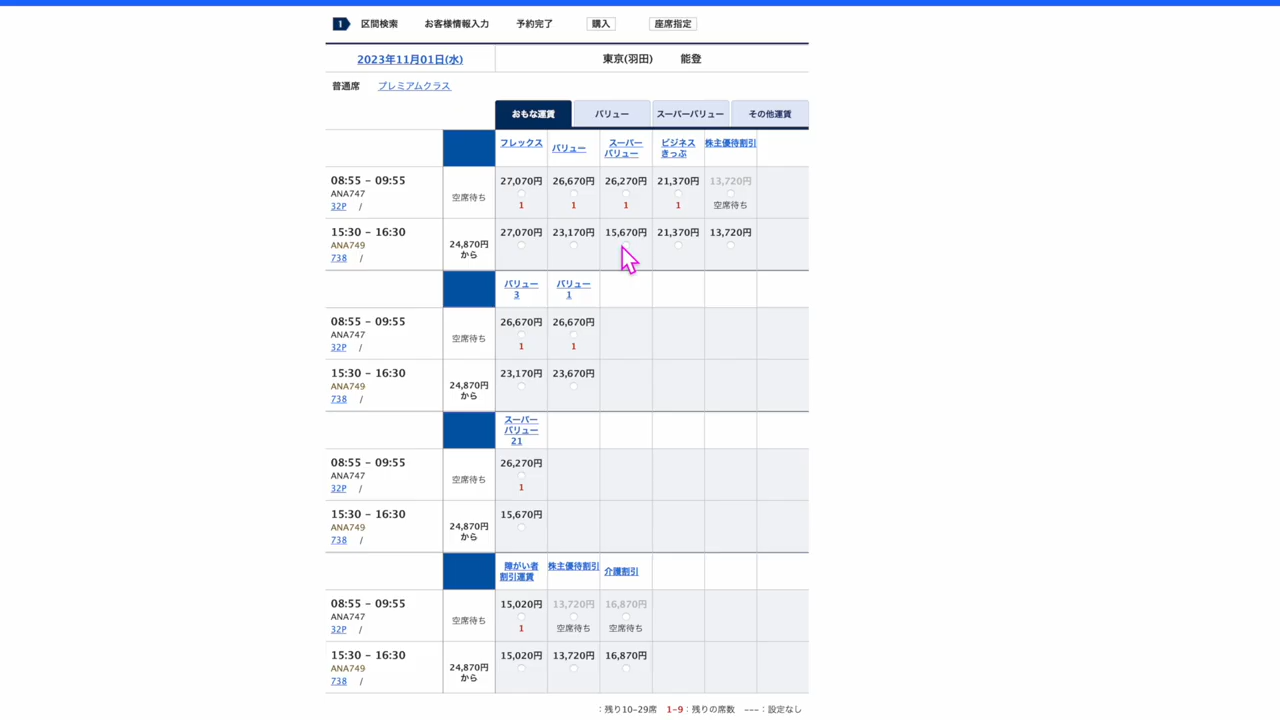 1 区間検索 お客様情報入力 予約完了 購入 座席指定
2023年11月01日(水) 東京(羽田) 能登
普通席 プレミアムクラス
おもな運賃 バリュー スーパーバリュー その他運賃
フレックス バリュー スーパー バリュー ビジネス きっぷ 株主優待割引
08:55 - 09:55 27,070円 26,670円 26,270円 21,370円 13,720円
ANA747 空席待ち
32P / 1 1 1 1 空席待ち
15:30 - 16:30 27,070円 23,170円 15,670円 21,370円 13,720円
ANA749 24,870円
738 / から
バリュー バリュー
3 1
08:55 - 09:55 26,670円 26,670円
ANA747 空席待ち
32P / 1 1
15:30 - 16:30 23,170円 23,670円
ANA749 24,870円
738 / から
スーパー
バリュー
21
08:55 - 09:55 26,270円
ANA747 空席待ち
32P / 1
15:30 - 16:30 15,670円
ANA749 24,870円
738 / から
障がい者 割引運賃 株主優待割引 介護割引
08:55 - 09:55 15,020円 13,720円 16,870円
ANA747 空席待ち
32P / 1 空席待ち 空席待ち
15:30 - 16:30 15,020円 13,720円 16,870円
ANA749 24,870円
738 / から
:残り10-29席 1-9:残りの席数 ---:設定なし